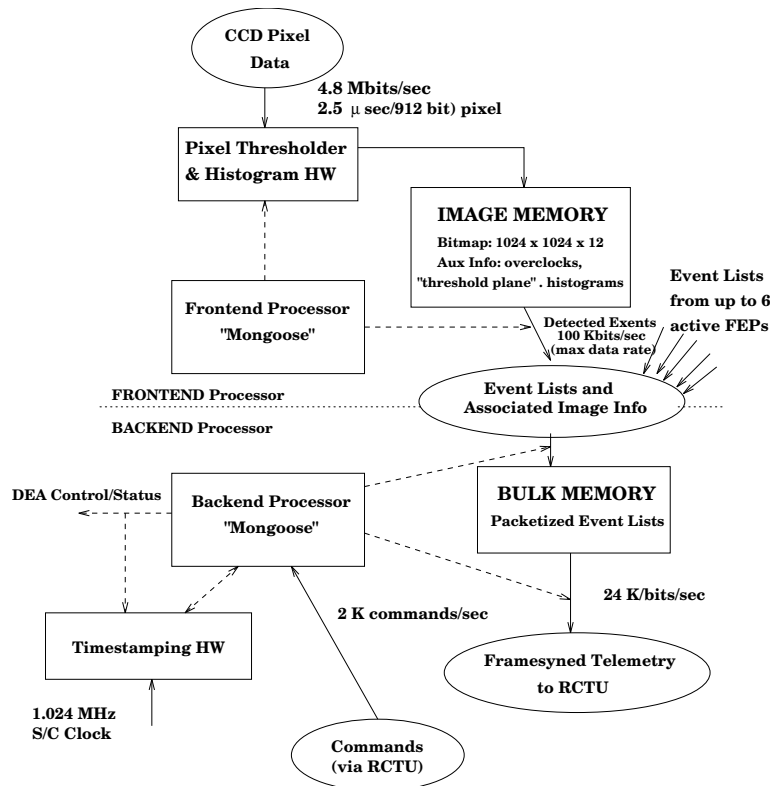 CCD Pixel
Data
4.8 Mbits/sec
2.5 μ sec/912 bit) pixel
Pixel Thresholder
& Histogram HW
IMAGE MEMORY
Bitmap: 1024 x 1024 x 12
Aux Info: overclocks,
"threshold plane" . histograms
Event Lists
from up to 6
active FEPs
Frontend Processor
"Mongoose"
Detected Exents
100 Kbits/sec
(max data rate)
Event Lists and
Associated Image Info
FRONTEND Processor
BACKEND Processor
DEA Control/Status
Backend Processor
"Mongoose"
BULK MEMORY
Packetized Event Lists
2 K commands/sec
24 K/bits/sec
Timestamping HW
Framesyned Telemetry
to RCTU
1.024 MHz
S/C Clock
Commands
(via RCTU)